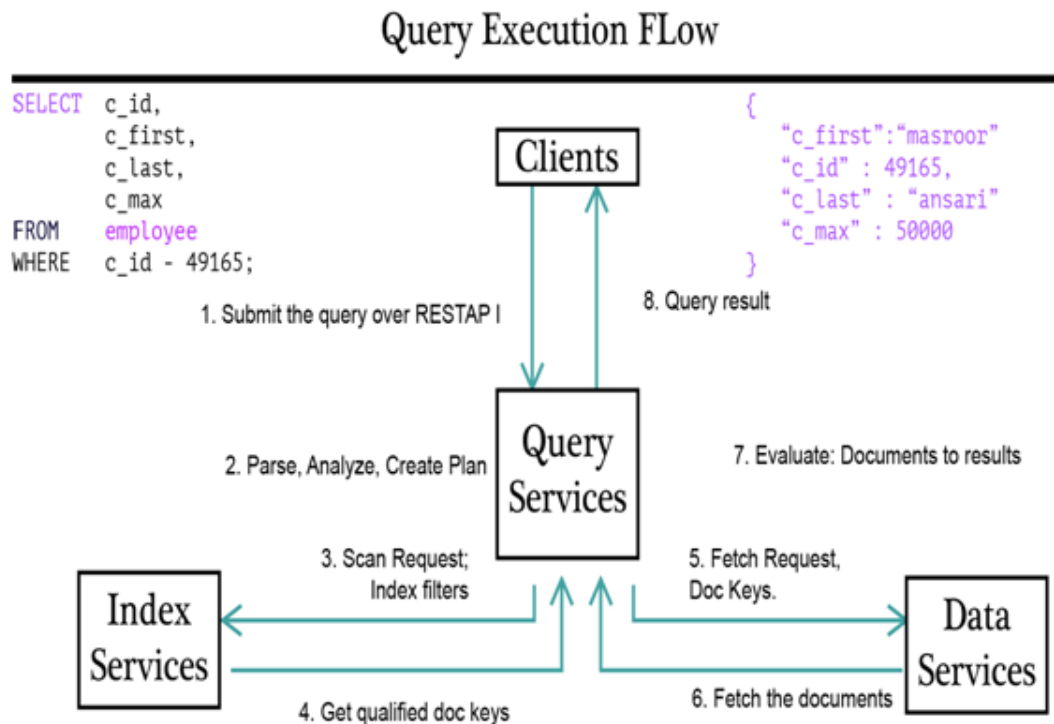 Query Execution FLow
SELECT c_id,
c_first,
c_last,
c_max
FROM employee
WHERE c_id - 49165;
{
“c_first”:“masroor”
“c_id” : 49165,
“c_last” : “ansari”
“c_max” : 50000
}
Clients
1. Submit the query over RESTAP I
8. Query result
Query
Services
2. Parse, Analyze, Create Plan
7. Evaluate: Documents to results
3. Scan Request;
Index filters
5. Fetch Request,
Doc Keys.
Index
Services
Data
Services
4. Get qualified doc keys
6. Fetch the documents